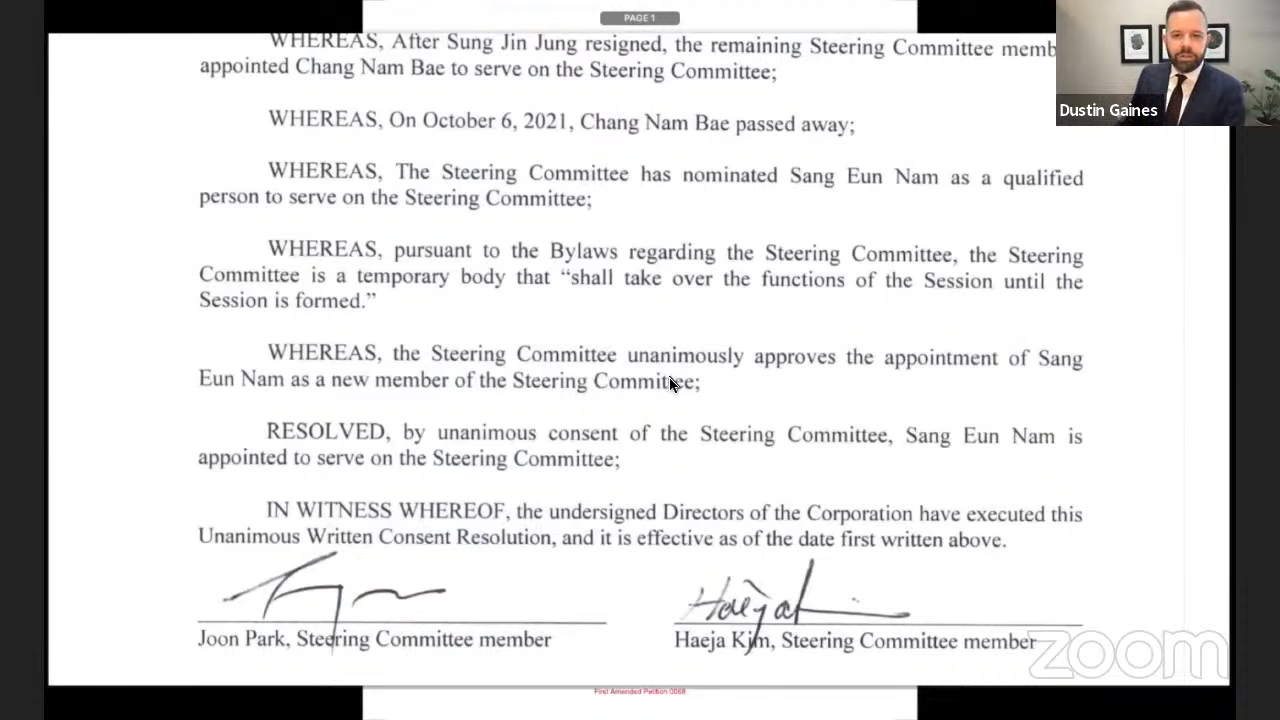 PAGE 1
WHEREAS, After Sung Jin Jung resigned, the remaining Steering Committee memb
appointed Chang Nam Bae to serve on the Steering Committee;
WHEREAS, On October 6, 2021, Chang Nam Bae passed away;
WHEREAS, The Steering Committee has nominated Sang Eun Nam as a qualified
person to serve on the Steering Committee;
WHEREAS, pursuant to the Bylaws regarding the Steering Committee, the Steering
Committee is a temporary body that “shall take over the functions of the Session until the
Session is formed.”
WHEREAS, the Steering Committee unanimously approves the appointment of Sang
Eun Nam as a new member of the Steering Committee;
RESOLVED, by unanimous consent of the Steering Committee, Sang Eun Nam is
appointed to serve on the Steering Committee;
IN WITNESS WHEREOF, the undersigned Directors of the Corporation have executed this
Unanimous Written Consent Resolution, and it is effective as of the date first written above.
Joon Park, Steering Committee member
Haeja Kim, Steering Committee member
First Amended Petition 0068
Dustin Gaines
zoom